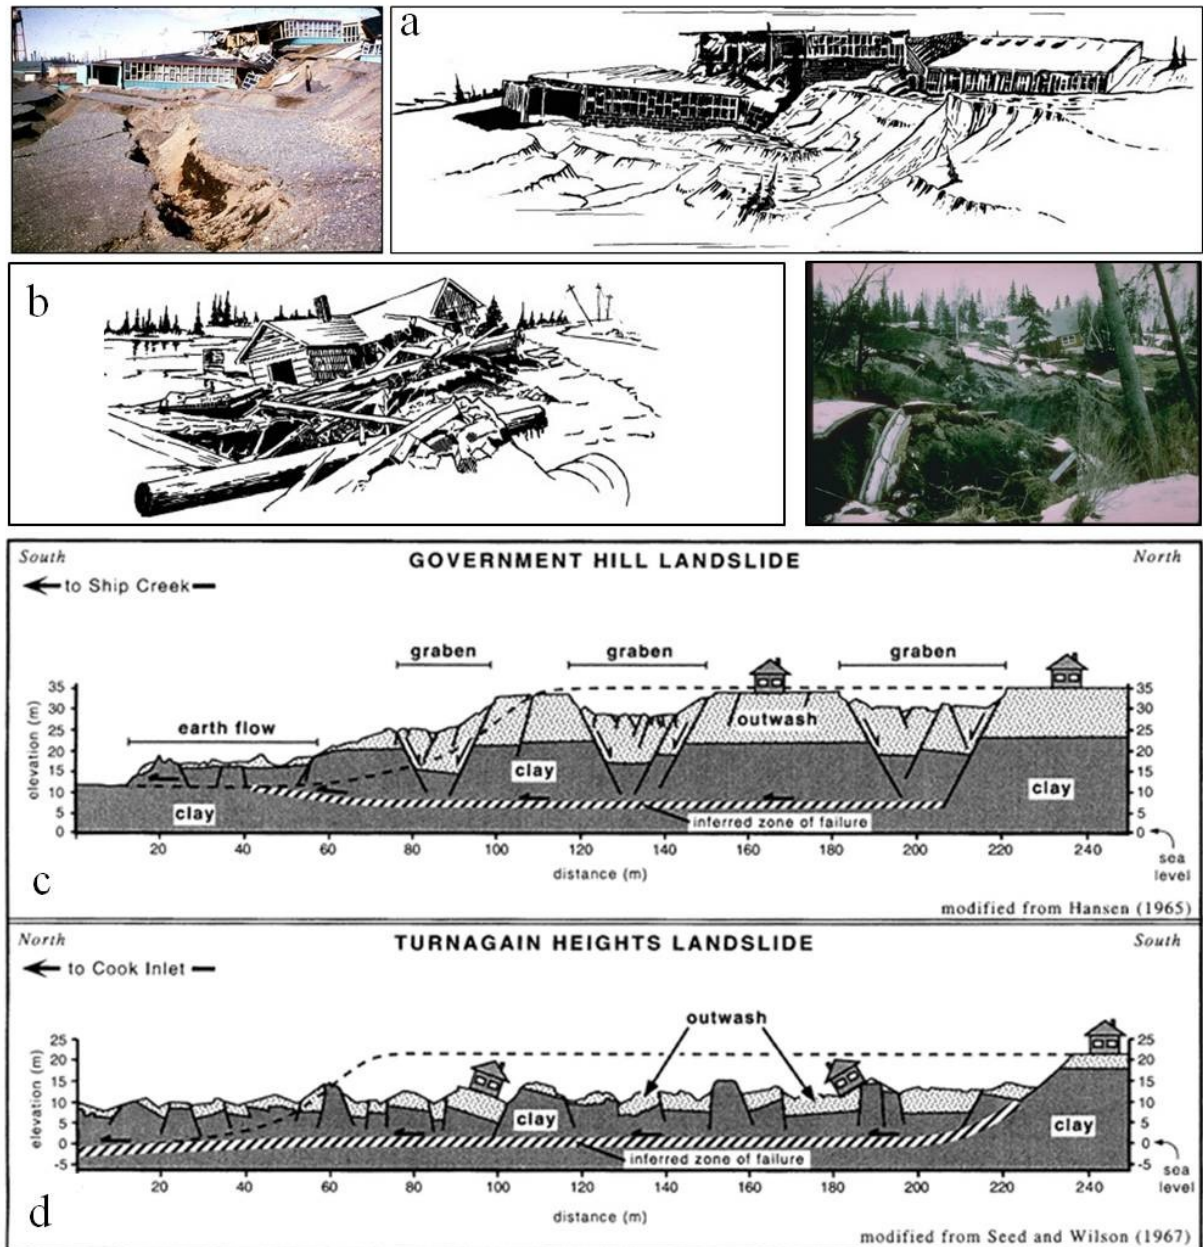 a
b
South
GOVERNMENT HILL LANDSLIDE
North
to Ship Creek
graben
graben
graben
35
30
25
20
15
10
5
0
elevation (m)
earth flow
outwash
clay
clay
clay
inferred zone of failure
35
30
25
20
15
10
5
0
sea
level
20 40 60 80 100 120 140 160 180 200 220 240
distance (m)
c
modified from Hansen (1965)
North
TURNAGAIN HEIGHTS LANDSLIDE
South
to Cook Inlet
outwash
25
20
15
10
5
0
-5
elevation (m)
clay
clay
inferred zone of failure
25
20
15
10
5
0
-5
sea
level
20 40 60 80 100 120 140 160 180 200 220 240
distance (m)
d
modified from Seed and Wilson (1967)